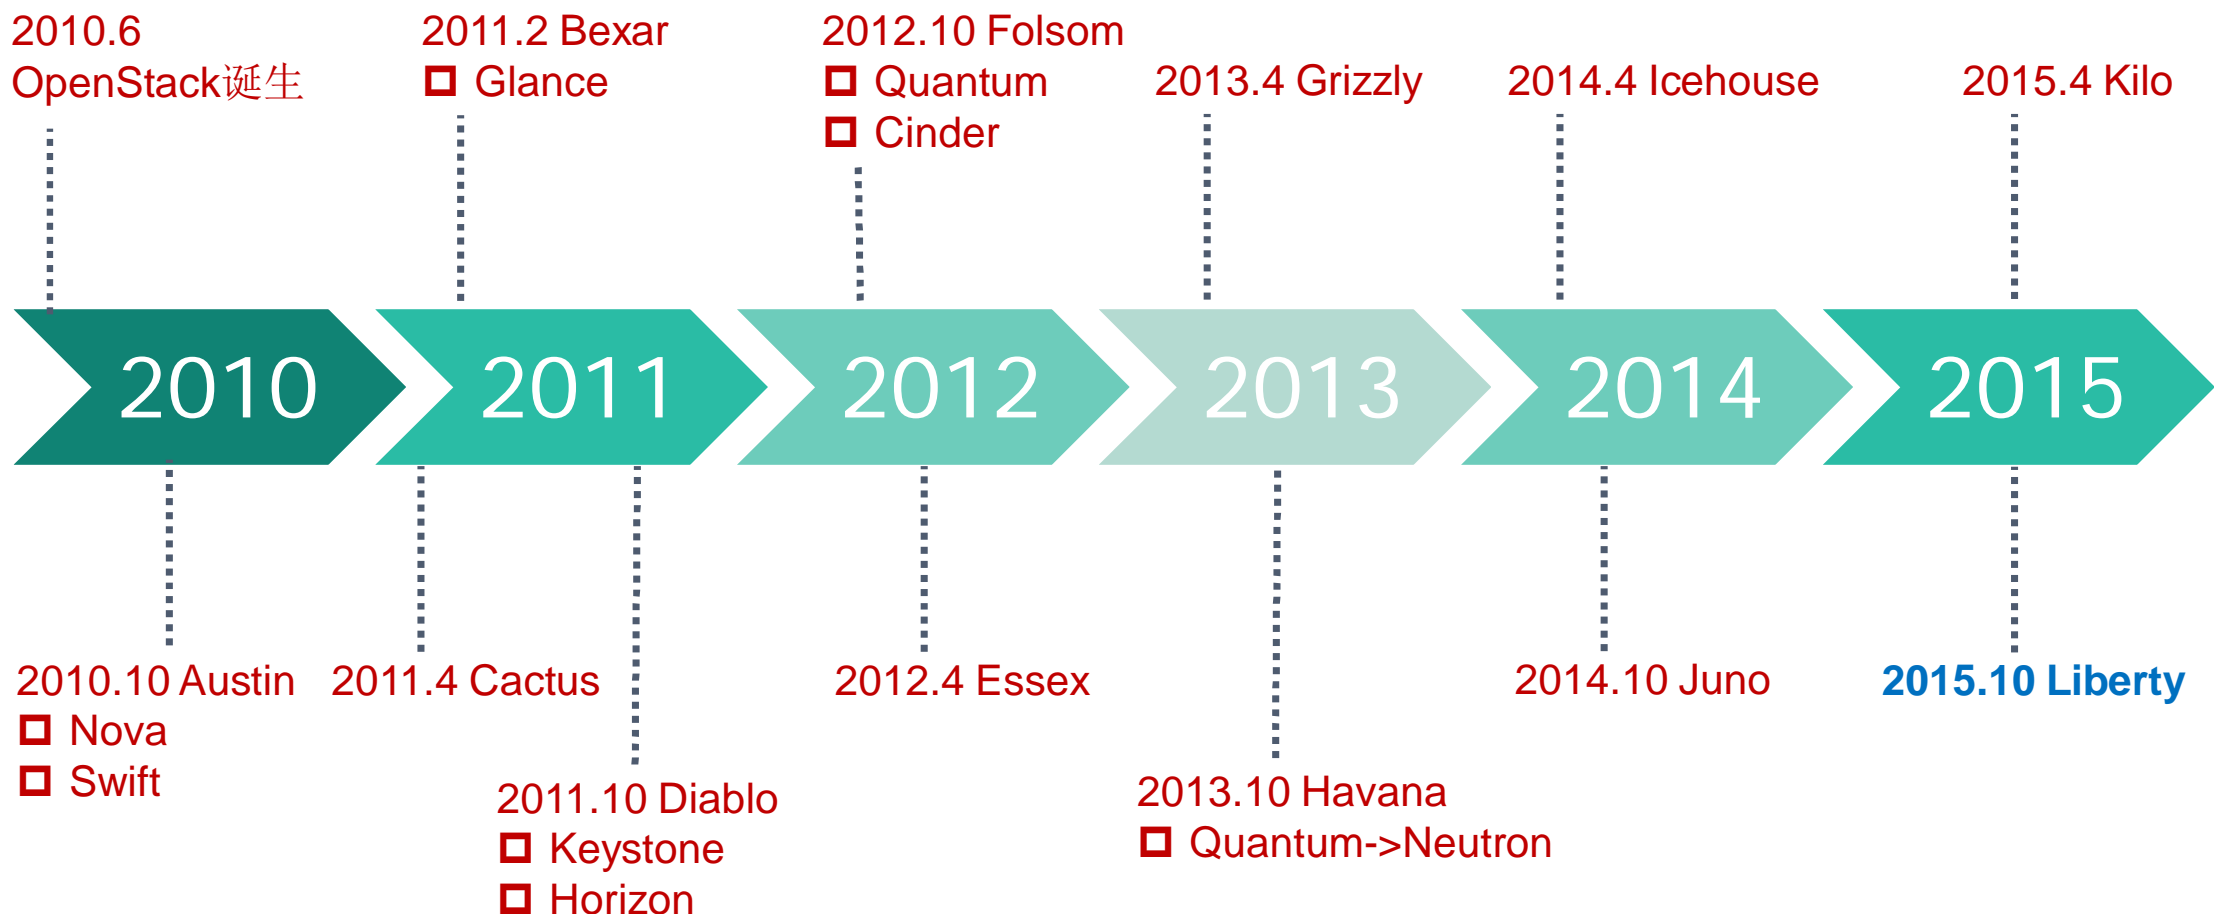 2010.6
OpenStack诞生
2011.2 Bexar
Glance
2012.10 Folsom
Quantum
Cinder
2013.4 Grizzly
2014.4 Icehouse
2015.4 Kilo
2010
2011
2012
2013
2014
2015
2010.10 Austin
Nova
Swift
2011.4 Cactus
2011.10 Diablo
Keystone
Horizon
2012.4 Essex
2013.10 Havana
Quantum->Neutron
2014.10 Juno
2015.10 Liberty